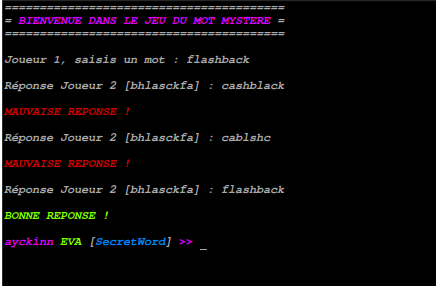 ========================================
= BIENVENUE DANS LE JEU DU MOT MYSTERE =
========================================
Joueur 1, saisis un mot : flashback
Réponse Joueur 2 [bhlasckfa] : cashblack
MAUVAISE REPONSE !
Réponse Joueur 2 [bhlasckfa] : cablshc
MAUVAISE REPONSE !
Réponse Joueur 2 [bhlasckfa] : flashback
BONNE REPONSE !
ayckinn EVA [SecretWord] >> _